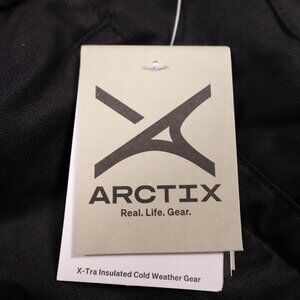 ARCTIX
Real. Life. Gear.
X-Tra Insulated Cold Weather Gear